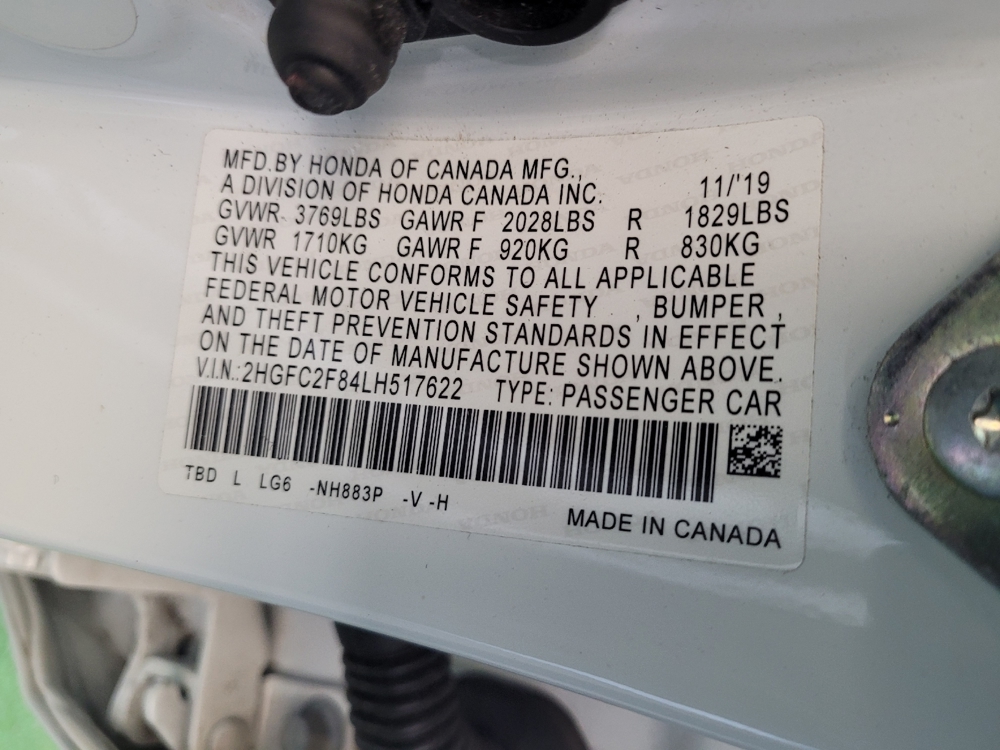 MFD. BY HONDA OF CANADA MFG.,
A DIVISION OF HONDA CANADA INC. 11/'19
GVWR 3769LBS GAWR F 2028LBS R 1829LBS
GVWR 1710KG GAWR F 920KG R 830KG
THIS VEHICLE CONFORMS TO ALL APPLICABLE
FEDERAL MOTOR VEHICLE SAFETY , BUMPER ,
AND THEFT PREVENTION STANDARDS IN EFFECT
ON THE DATE OF MANUFACTURE SHOWN ABOVE.
V.I.N.:2HGFC2F84LH517622 TYPE: PASSENGER CAR
TBD L LG6 -NH883P -V -H
MADE IN CANADA